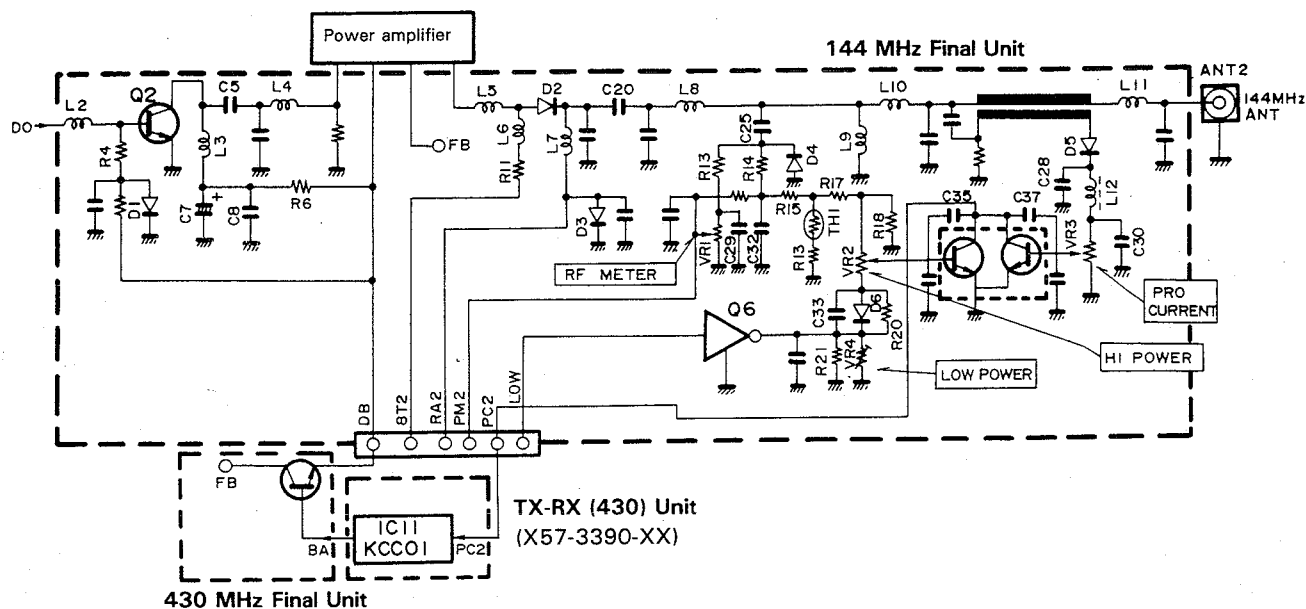 Power amplifier
144 MHz Final Unit
ANT2
144MHz
ANT
L2
DO
Q2
C5
L4
L3
R4
D1
C7
+
C8
R6
FB
L5
D2
L6
R11
L7
C20
L8
C25
R13
R14
D4
L9
L10
L11
D5
C28
L12
C30
VR3
D3
VR1
C29
C32
R15
TH1
R13
R17
VR2
R18
C35
C37
RF METER
Q6
C33
D6
R20
R21
VR4
PRO
CURRENT
HI POWER
LOW POWER
DB
8T2
RA2
PM2
PC2
LOW
FB
BA
IC11
KCC01
PC2
TX-RX (430) Unit
(X57-3390-XX)
430 MHz Final Unit